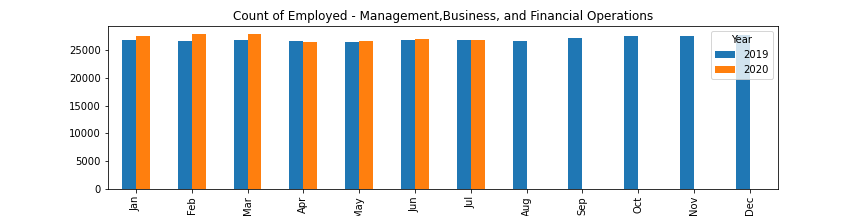 Count of Employed - Management,Business, and Financial Operations
Year
2019
2020
25000
20000
15000
10000
5000
0
Jan
Feb
Mar
Apr
May
Jun
Jul
Aug
Sep
Oct
Nov
Dec